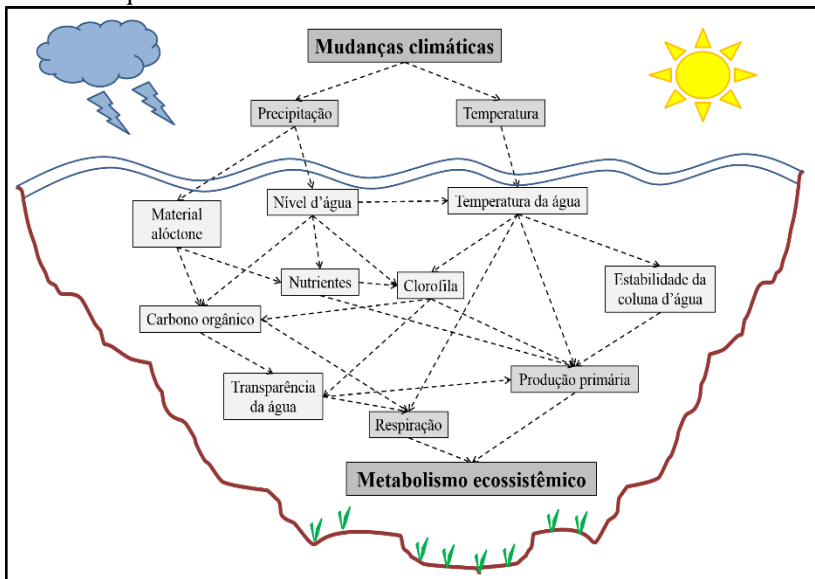 Mudanças climáticas
Precipitação
Temperatura
Material
alóctone
Nível d'água
Temperatura da água
Nutrientes
Clorofila
Estabilidade da
coluna d'água
Carbono orgânico
Transparência
da água
Produção primária
Respiração
Metabolismo ecossistêmico